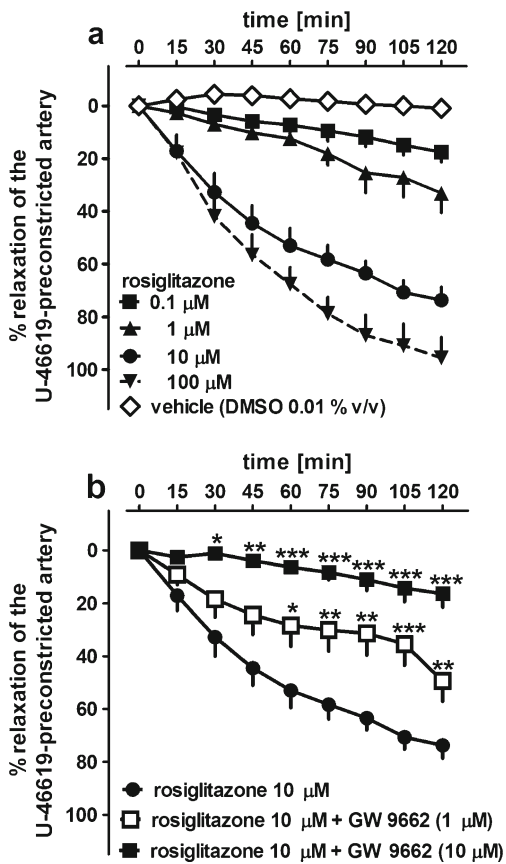 a
time [min]
0 15 30 45 60 75 90 105 120
0
20
40
60
80
100
% relaxation of the
U-46619-preconstricted artery
rosiglitazone
0.1 μM
1 μM
10 μM
100 μM
vehicle (DMSO 0.01 % v/v)
b
time [min]
0 15 30 45 60 75 90 105 120
0
20
40
60
80
100
% relaxation of the
U-46619-preconstricted artery
* ** *** *** *** *** ***
* ** ** *** **
rosiglitazone 10 μM
rosiglitazone 10 μM + GW 9662 (1 μM)
rosiglitazone 10 μM + GW 9662 (10 μM)